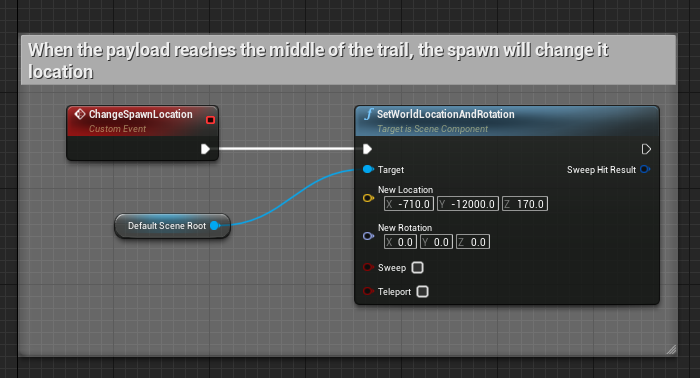 When the payload reaches the middle of the trail, the spawn will change it
location
ChangeSpawnLocation
Custom Event
Default Scene Root
f SetWorldLocationAndRotation
Target is Scene Component
Target
Sweep Hit Result
New Location
X -710.0 Y -12000.0 Z 170.0
New Rotation
X 0.0 Y 0.0 Z 0.0
Sweep
Teleport